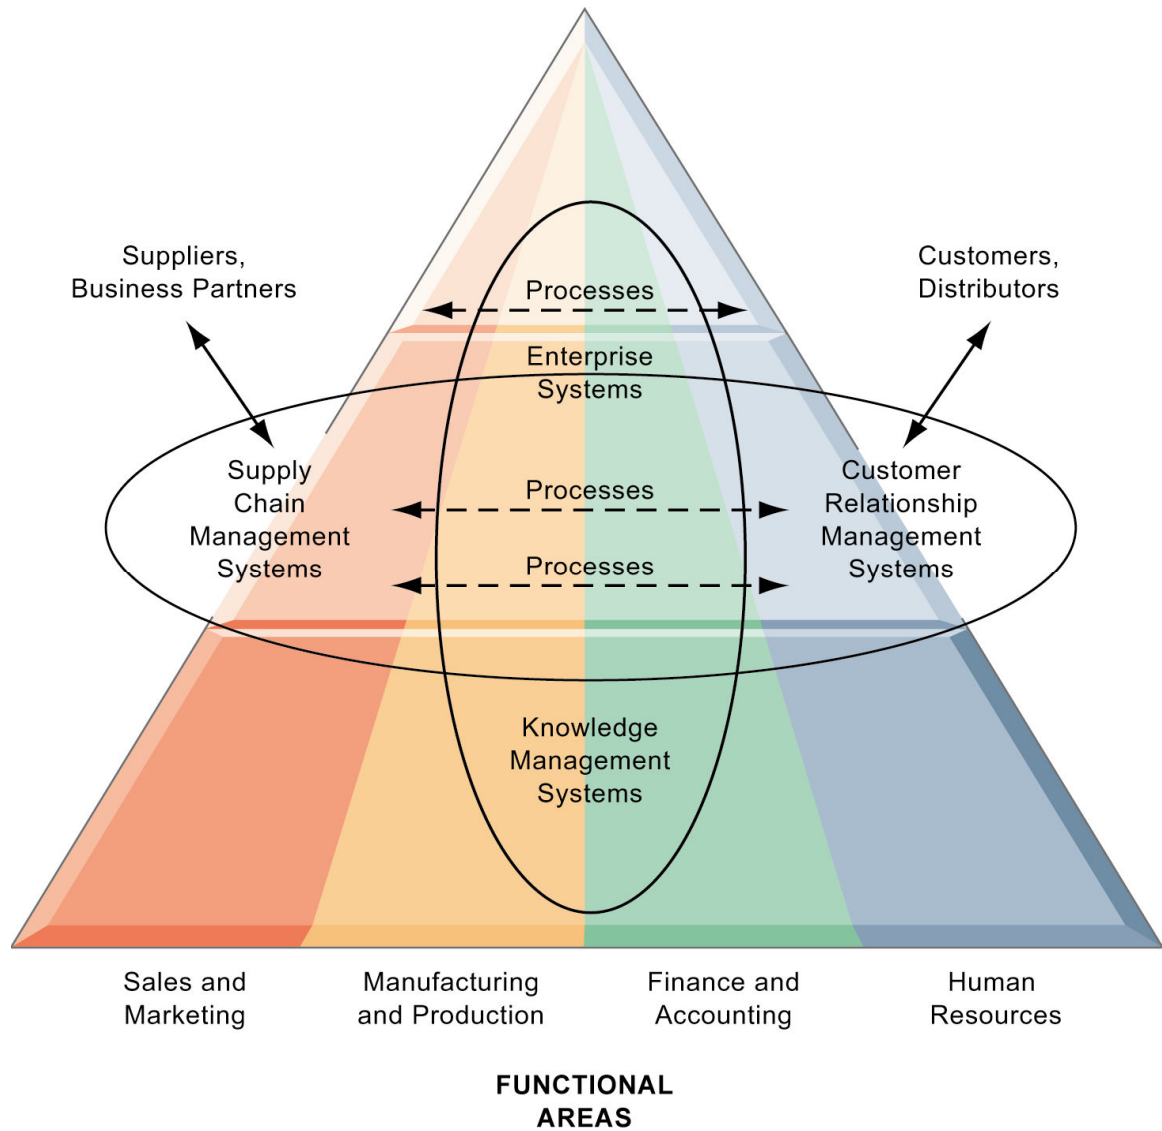 Suppliers,
Business Partners
Customers,
Distributors
Processes
Enterprise
Systems
Supply
Chain
Management
Systems
Processes
Processes
Customer
Relationship
Management
Systems
Knowledge
Management
Systems
Sales and
Marketing
Manufacturing
and Production
Finance and
Accounting
Human
Resources
FUNCTIONAL
AREAS